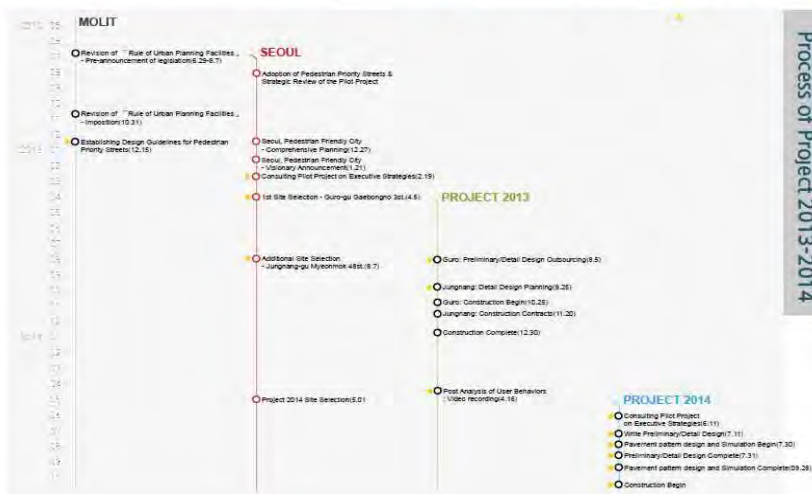 MOLIT
Revision of 「Rule of Urban Planning Facilities」
- Pre-announcement of legislation(6.29-8.7)
Revision of 「Rule of Urban Planning Facilities」
- Imposition(10.31)
Establishing Design Guidelines for Pedestrian
Priority Streets(12.15)
SEOUL
Adoption of Pedestrian Priority Streets &
Strategic Review of the Pilot Project
Seoul, Pedestrian Friendly City
- Comprehensive Planning(12.27)
Seoul, Pedestrian Friendly City
- Visionary Announcement(1.21)
Consulting Pilot Project on Executive Strategies(2.19)
1st Site Selection - Guro-gu Gaebongno 3st.(4.5)
Additional Site Selection
- Jungnang-gu Myeonmok 48st.(8.7)
Project 2014 Site Selection(5.01
PROJECT 2013
Guro: Preliminary/Detail Design Outsourcing(8.5)
Jungnang: Detail Design Planning(9.26)
Guro: Construction Begin(10.25)
Jungnang: Construction Contracts(11.20)
Construction Complete(12.30)
Post Analysis of User Behaviors
: Video recording(4.16)
PROJECT 2014
Consulting Pilot Project
on Executive Strategies(6.11)
Write Preliminary/Detail Design(7.11)
Pavement pattern design and Simulation Begin(7.30)
Preliminary/Detail Design Complete(7.31)
Pavement pattern design and Simulation Complete(09.28)
Construction Begin
Process of Project 2013-2014